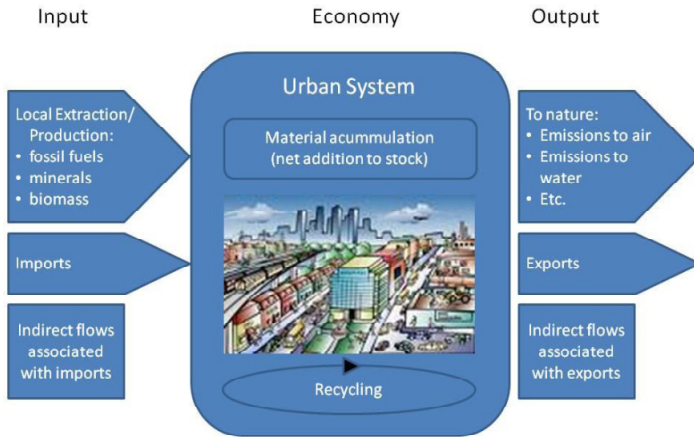 Input
Economy
Output
Local Extraction/
Production:
• fossil fuels
• minerals
• biomass
Imports
Indirect flows
associated
with imports
Urban System
Material acummulation
(net addition to stock)
Recycling
To nature:
• Emissions to air
• Emissions to
water
• Etc.
Exports
Indirect flows
associated
with exports